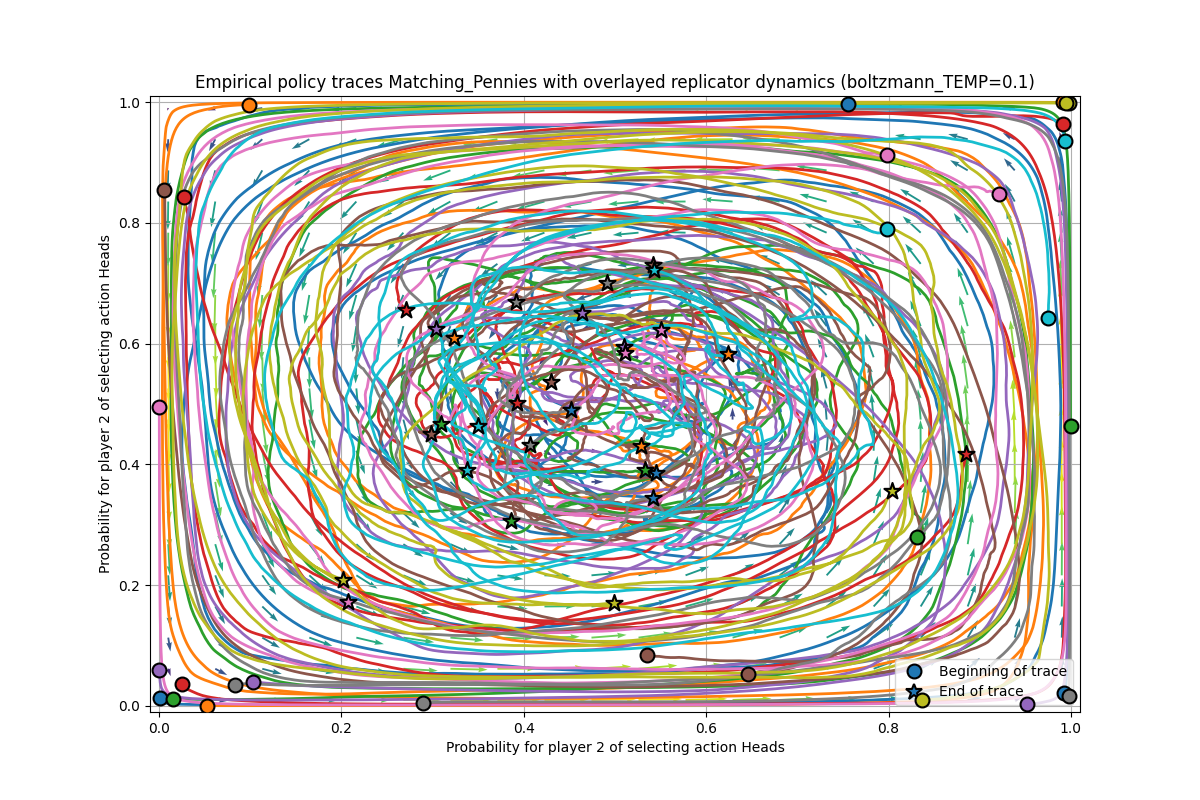 Empirical policy traces Matching_Pennies with overlayed replicator dynamics (boltzmann_TEMP=0.1)
Probability for player 2 of selecting action Heads
1.0
0.8
0.6
0.4
0.2
0.0
Beginning of trace
End of trace
0.0 0.2 0.4 0.6 0.8 1.0
Probability for player 2 of selecting action Heads